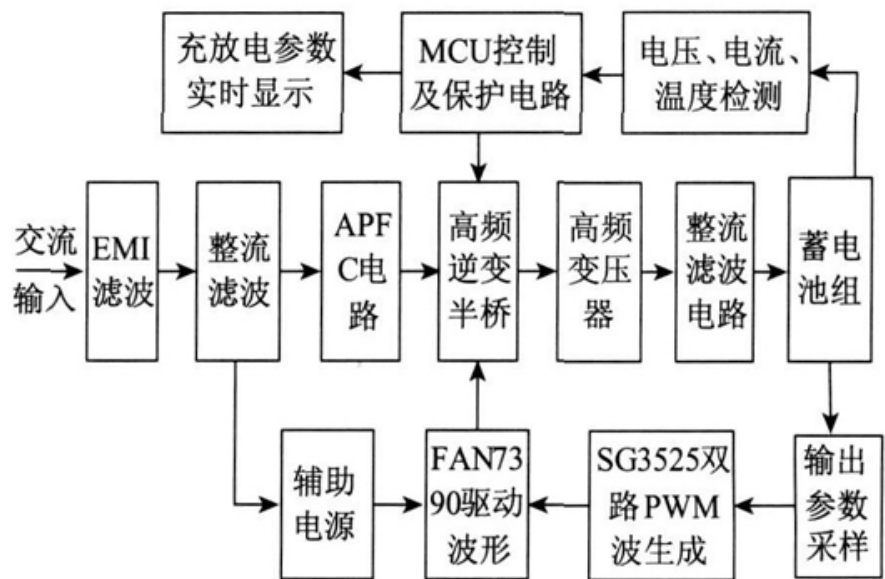 充放电参数
实时显示
MCU控制
及保护电路
电压、电流、
温度检测
交流
输入
EMI
滤波
整流
滤波
APF
C电
路
高频
逆变
半桥
高频
变压
器
整流
滤波
电路
蓄电
池组
辅助
电源
FAN73
90驱动
波形
SG3525双
路PWM
波生成
输出
参数
采样